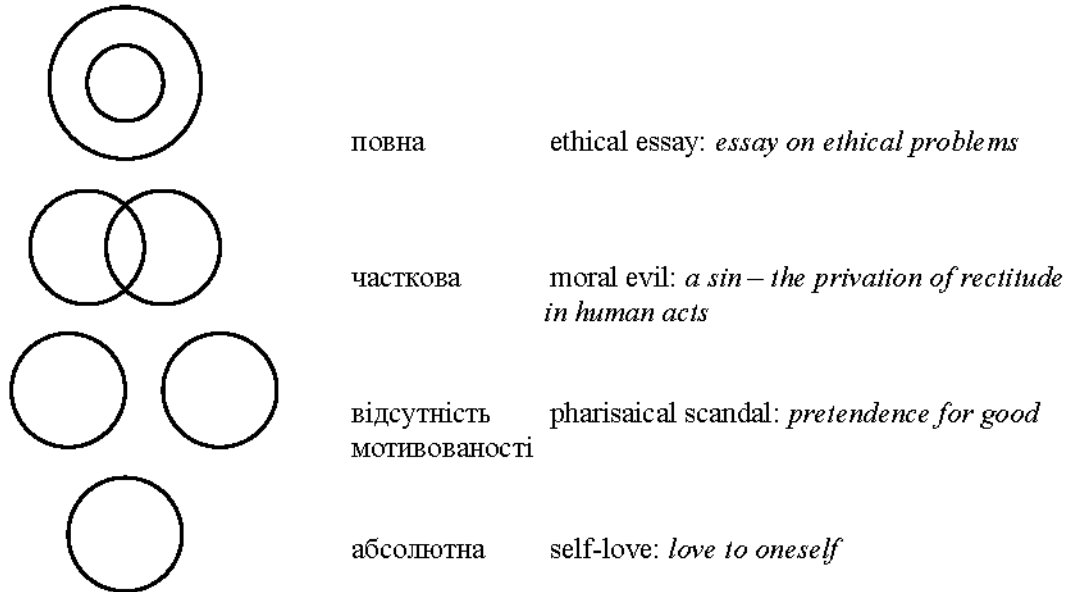 повна ethical essay: essay on ethical problems
часткова moral evil: a sin – the privation of rectitude
in human acts
відсутність pharisaical scandal: pretendence for good
мотивованості
абсолютна self-love: love to oneself